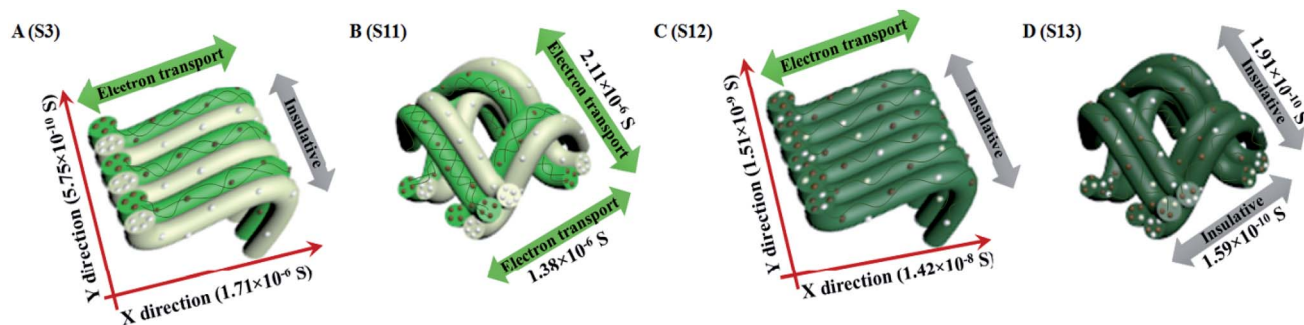 A (S3)
Electron transport
Insulative
Y direction (5.75×10⁻¹⁰ S)
X direction (1.71×10⁻⁶ S)
B (S11)
2.11×10⁻⁶ S
Electron transport
Electron transport
1.38×10⁻⁶ S
C (S12)
Electron transport
Insulative
Y direction (1.51×10⁻⁹ S)
X direction (1.42×10⁻⁸ S)
D (S13)
1.91×10⁻¹⁰ S
Insulative
Insulative
1.59×10⁻¹⁰ S